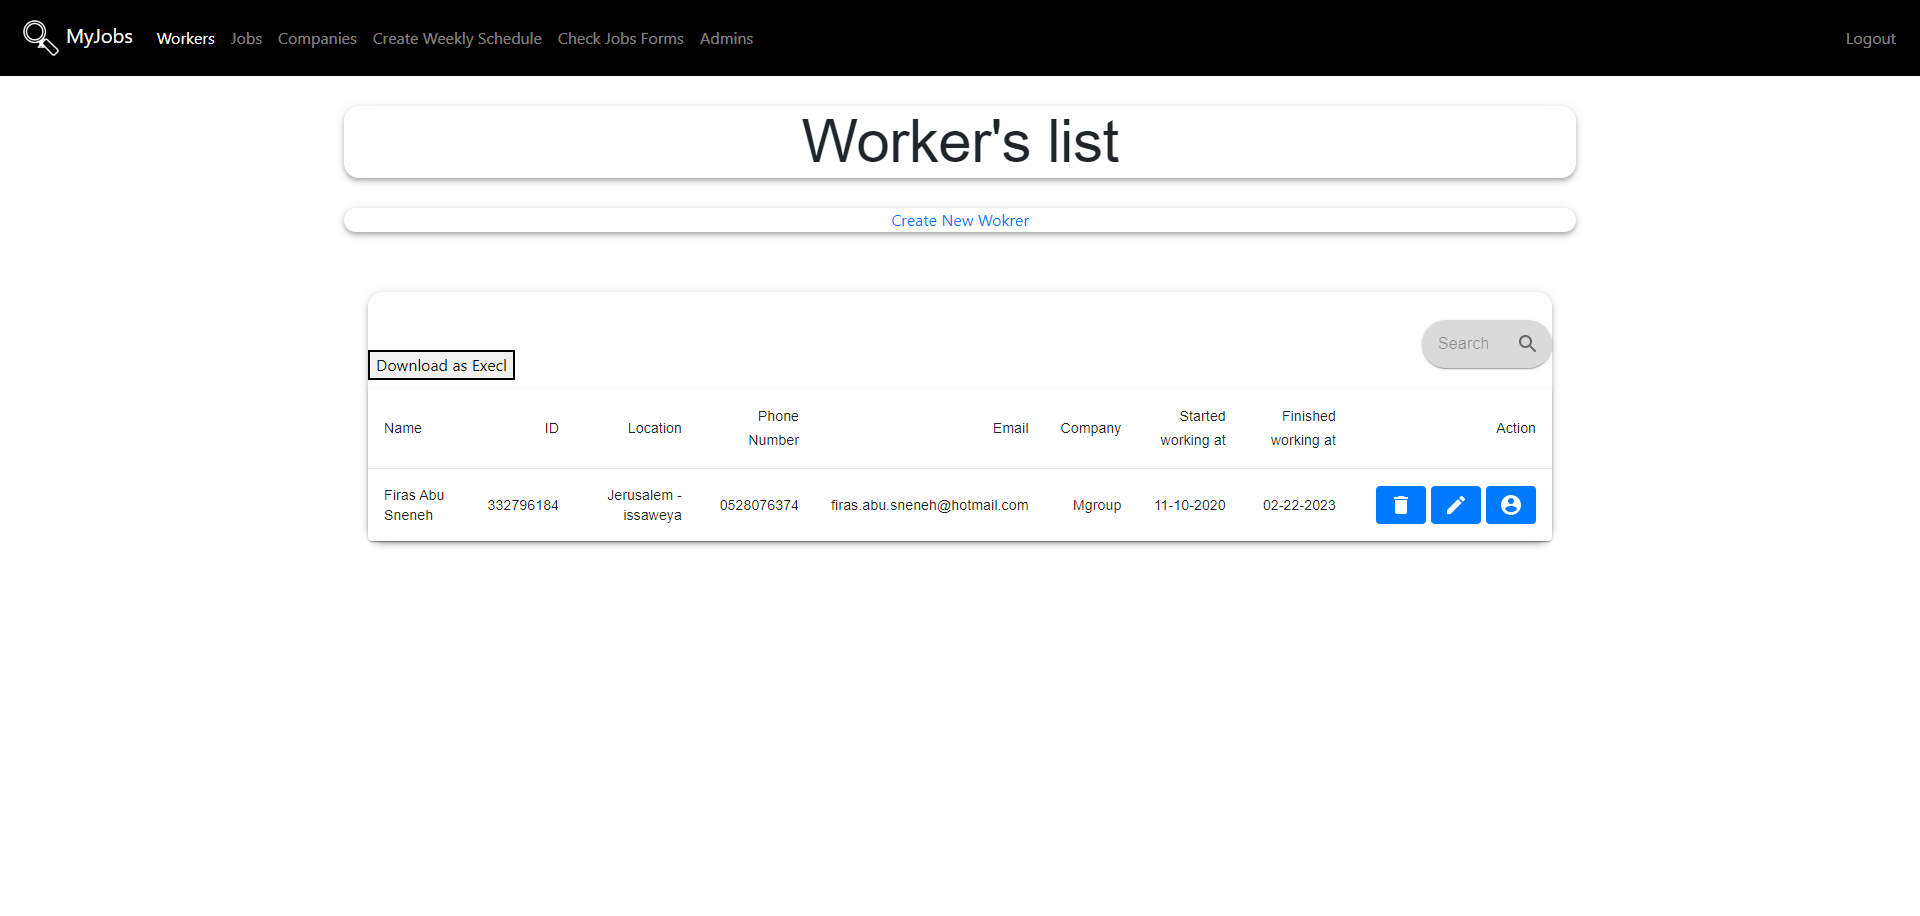 MyJobs Workers Jobs Companies Create Weekly Schedule Check Jobs Forms Admins Logout
Worker's list
Create New Wokrer
Search
Download as Execl
Name ID Location Phone Number Email Company Started working at Finished working at Action
Firas Abu Sneneh 332796184 Jerusalem - issaweya 0528076374 firas.abu.sneneh@hotmail.com Mgroup 11-10-2020 02-22-2023